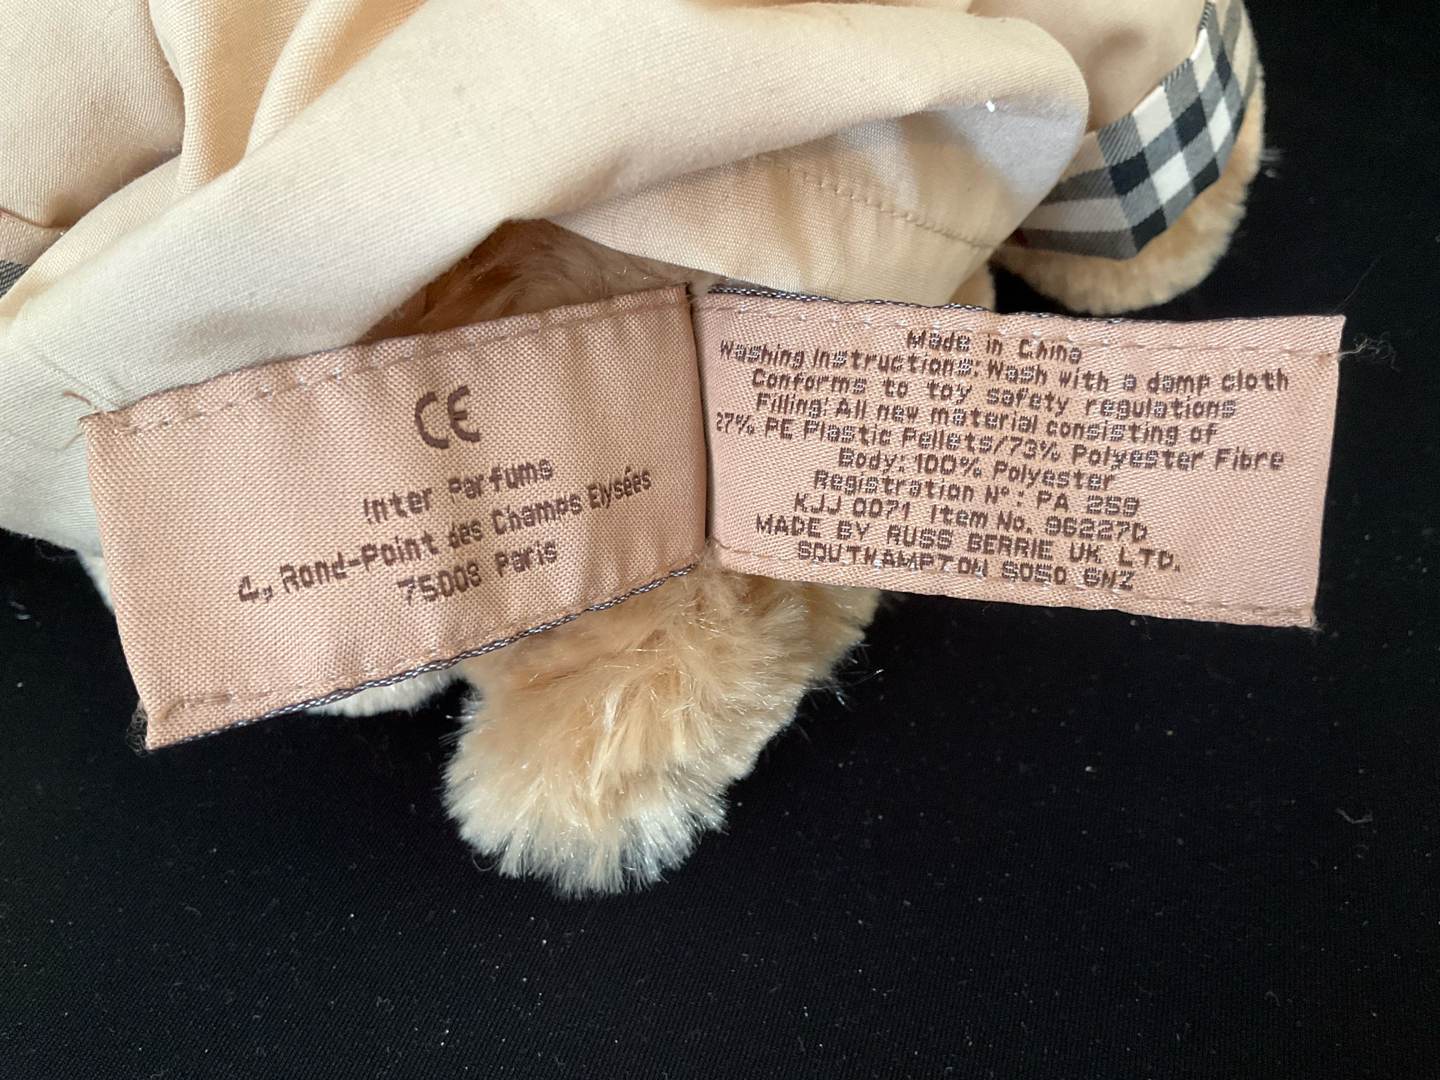 CE
Inter Parfums
4, Rond-Point des Champs Elysées
75008 Paris
Made in China
Washing Instructions: Wash with a damp cloth
Conforms to toy safety regulations
Filling: All new material consisting of
27% PE Plastic Pellets/73% Polyester Fibre
Body: 100% Polyester
Registration Nº: PA 259
KJJ 0071 Item No. 96227D
MADE BY RUSS BERRIE UK LTD.
SOUTHAMPTON SO50 6NZ